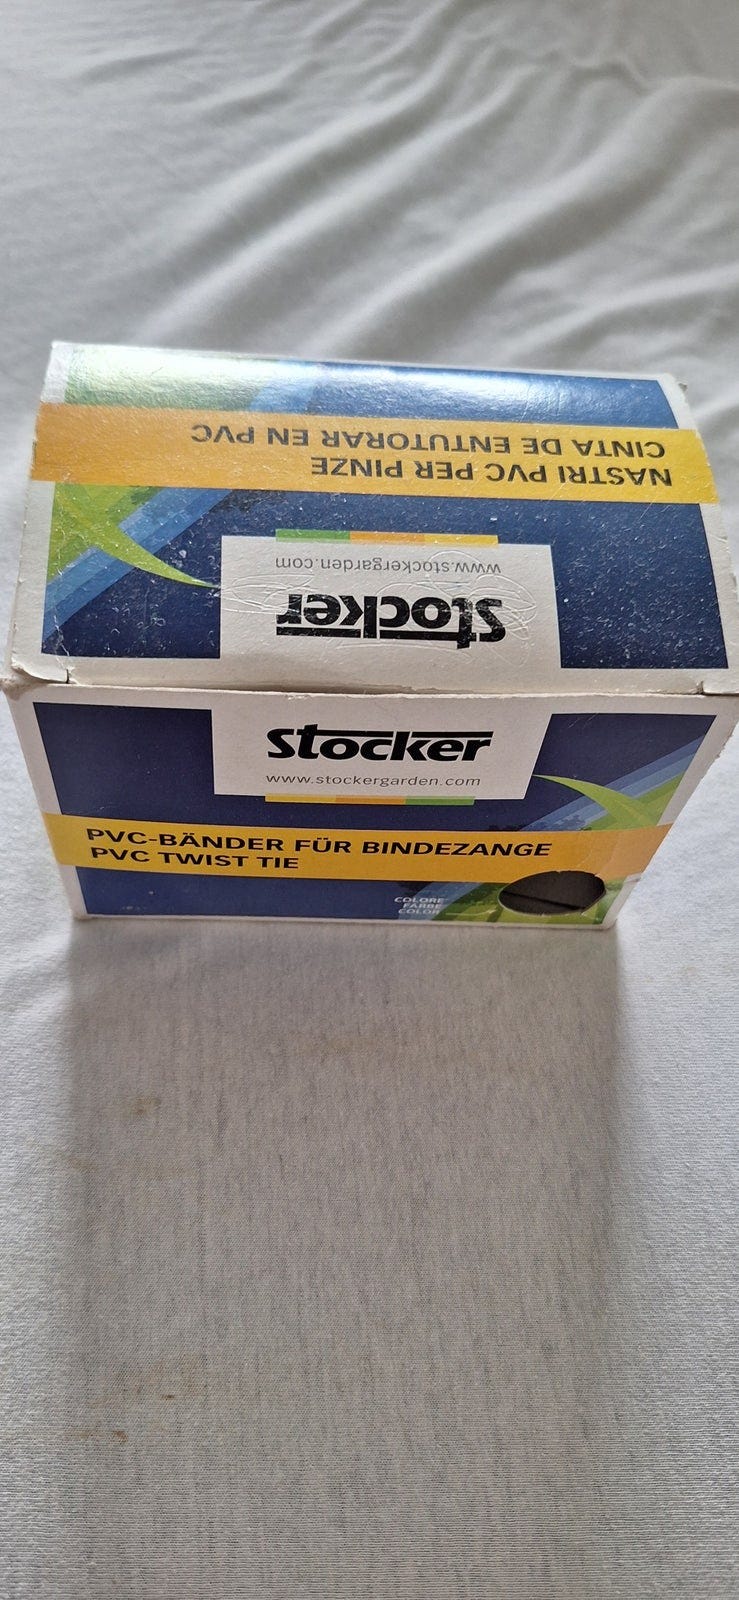 NASTRI PVC PER PINZE
CINTA DE ENTUTORAR EN PVC
Stocker
www.stockergarden.com
Stocker
www.stockergarden.com
PVC-BÄNDER FÜR BINDEZANGE
PVC TWIST TIE
COLORE
FARBE
COLOR